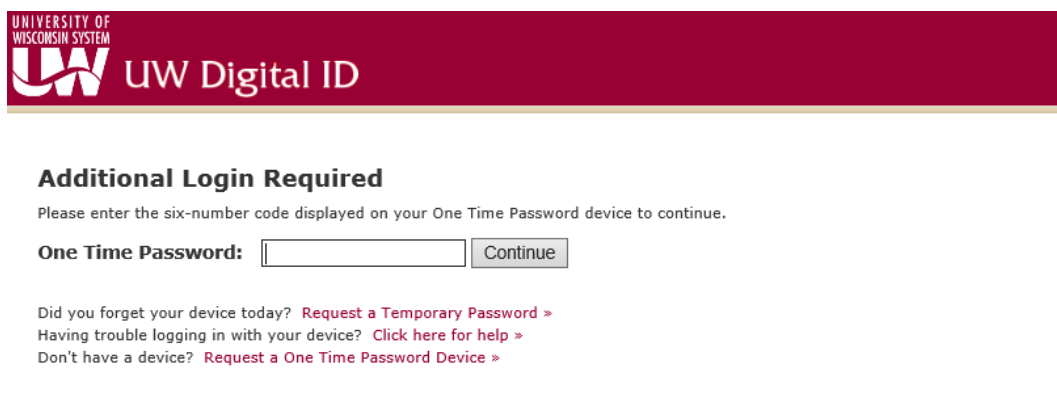 UNIVERSITY OF
WISCONSIN SYSTEM
UW UW Digital ID
Additional Login Required
Please enter the six-number code displayed on your One Time Password device to continue.
One Time Password: Continue
Did you forget your device today? Request a Temporary Password »
Having trouble logging in with your device? Click here for help »
Don't have a device? Request a One Time Password Device »